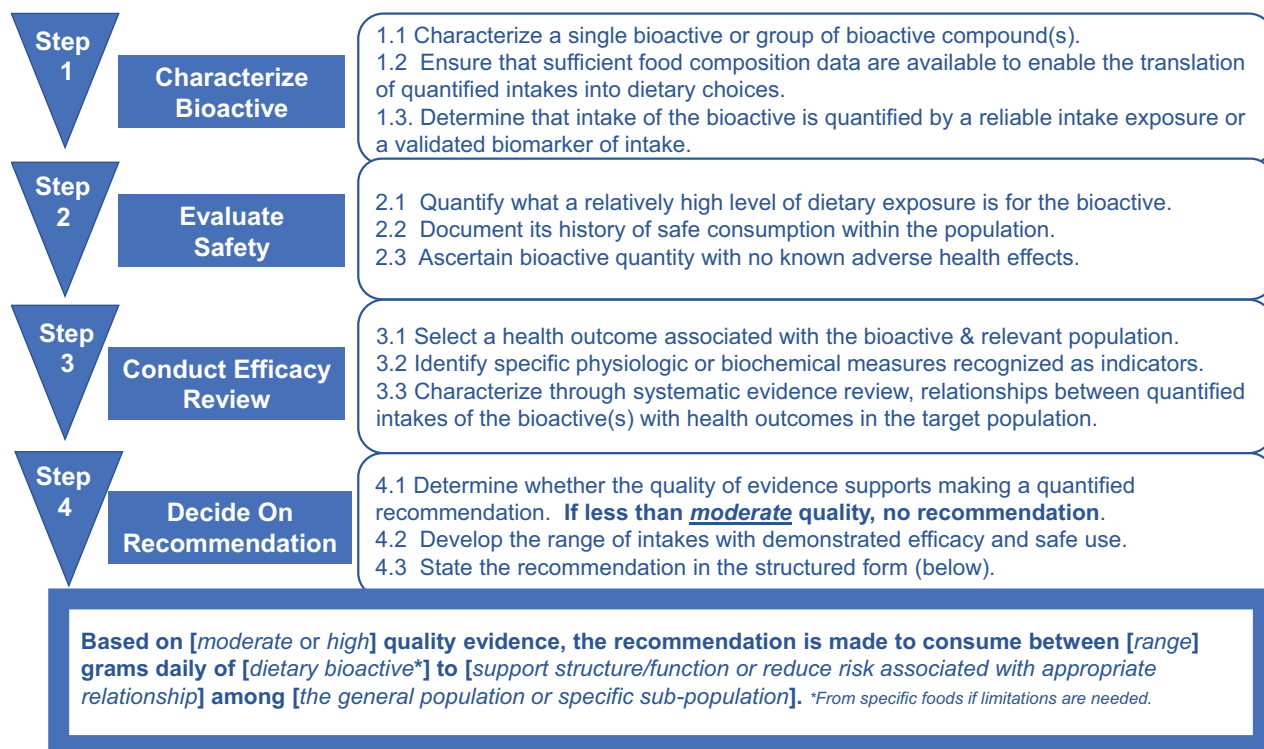 Step
1
Characterize
Bioactive
1.1 Characterize a single bioactive or group of bioactive compound(s).
1.2  Ensure that sufficient food composition data are available to enable the translation
of quantified intakes into dietary choices.
1.3. Determine that intake of the bioactive is quantified by a reliable intake exposure or
a validated biomarker of intake.
Step
2
Evaluate
Safety
2.1  Quantify what a relatively high level of dietary exposure is for the bioactive.
2.2  Document its history of safe consumption within the population.
2.3  Ascertain bioactive quantity with no known adverse health effects.
Step
3
Conduct Efficacy
Review
3.1 Select a health outcome associated with the bioactive & relevant population.
3.2 Identify specific physiologic or biochemical measures recognized as indicators.
3.3 Characterize through systematic evidence review, relationships between quantified
intakes of the bioactive(s) with health outcomes in the target population.
Step
4
Decide On
Recommendation
4.1 Determine whether the quality of evidence supports making a quantified
recommendation.  If less than moderate quality, no recommendation.
4.2  Develop the range of intakes with demonstrated efficacy and safe use.
4.3  State the recommendation in the structured form (below).
Based on [moderate or high] quality evidence, the recommendation is made to consume between [range]
grams daily of [dietary bioactive*] to [support structure/function or reduce risk associated with appropriate
relationship] among [the general population or specific sub-population]. *From specific foods if limitations are needed.